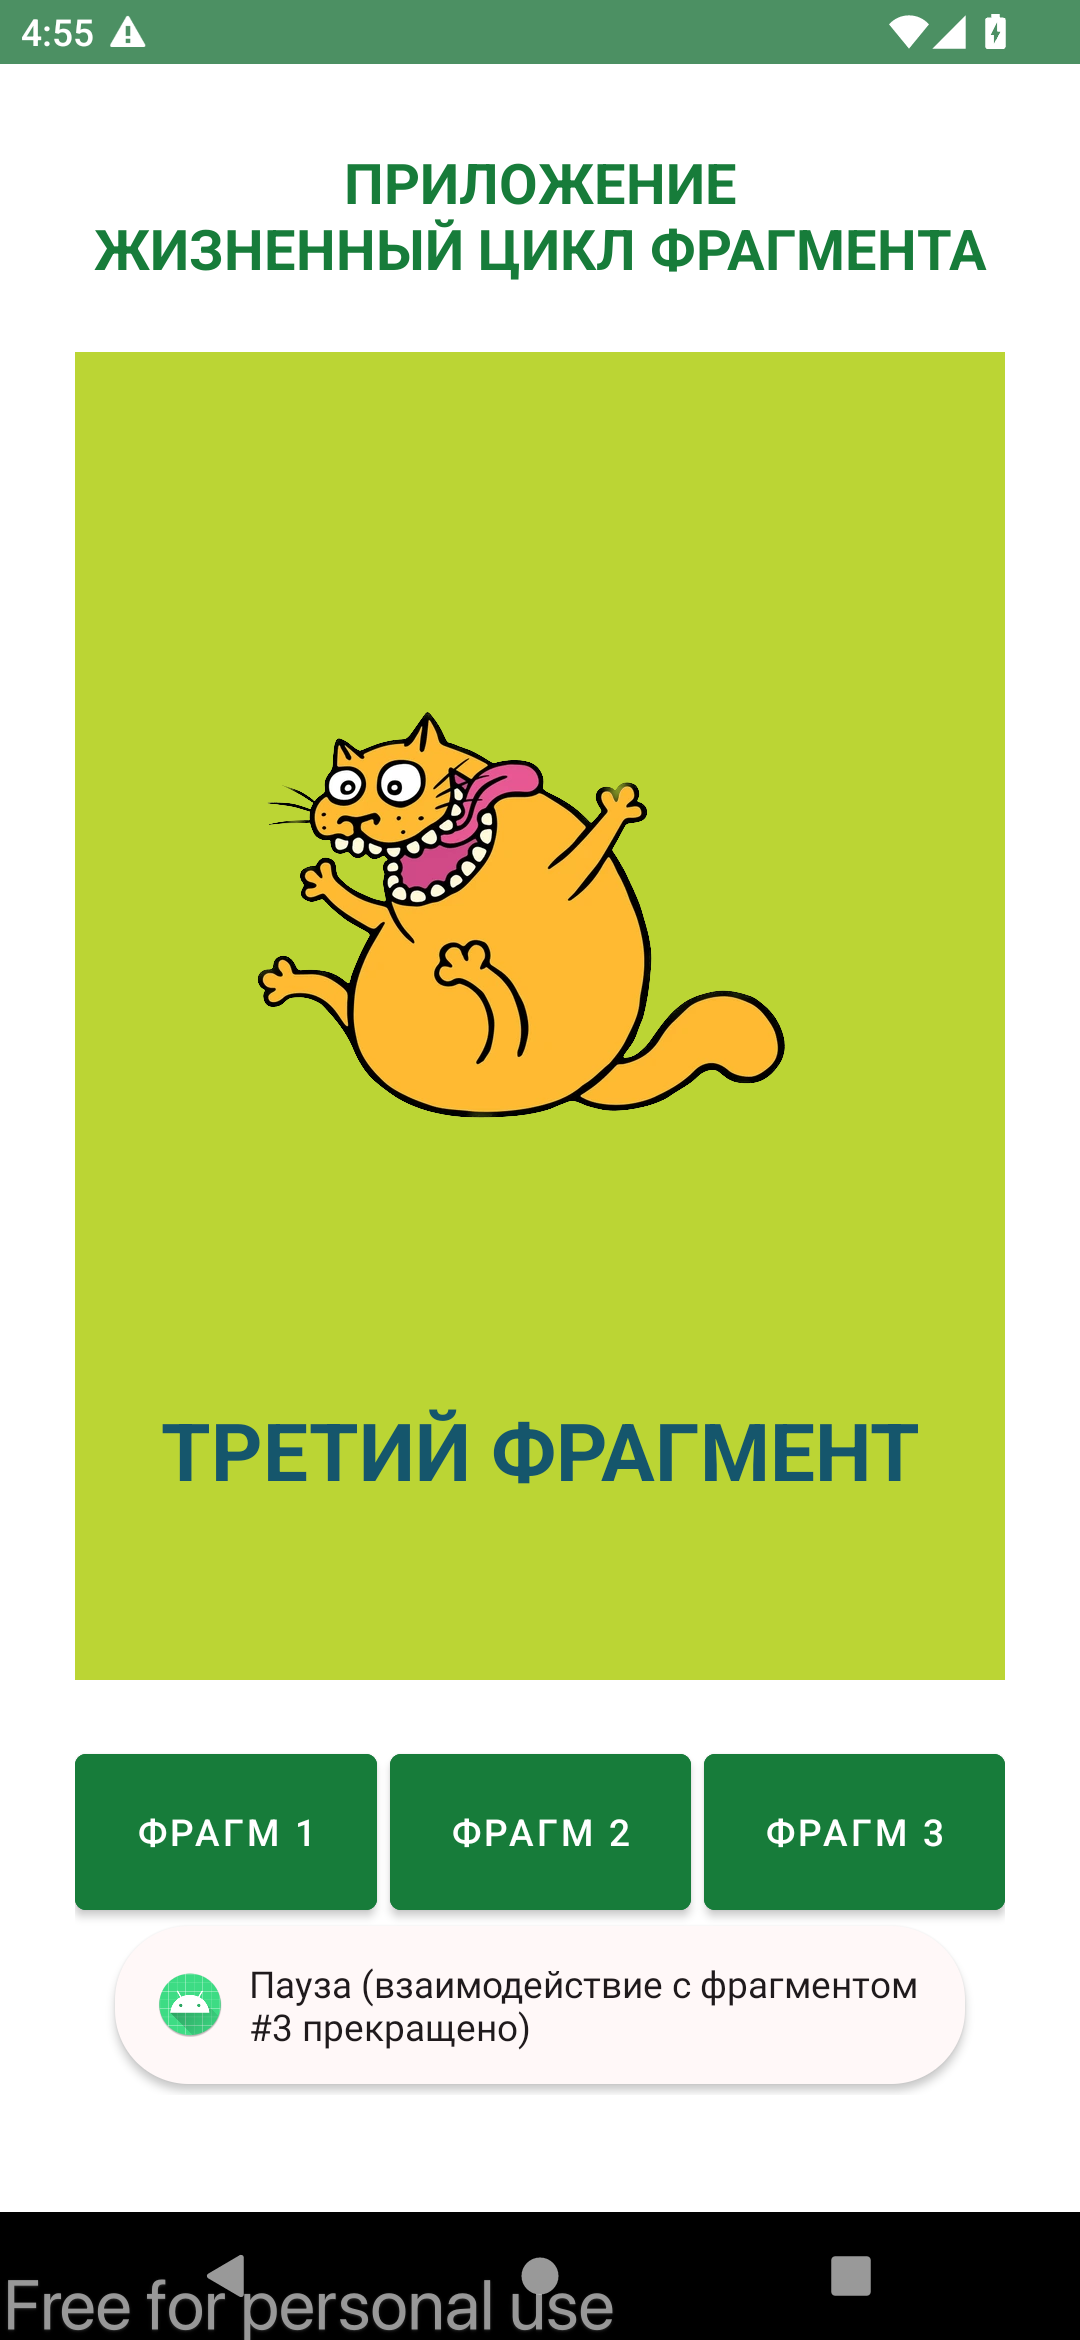 4:55
ПРИЛОЖЕНИЕ
ЖИЗНЕННЫЙ ЦИКЛ ФРАГМЕНТА
ТРЕТИЙ ФРАГМЕНТ
ФРАГМ 1
ФРАГМ 2
ФРАГМ 3
Пауза (взаимодействие с фрагментом
#3 прекращено)
Free for personal use